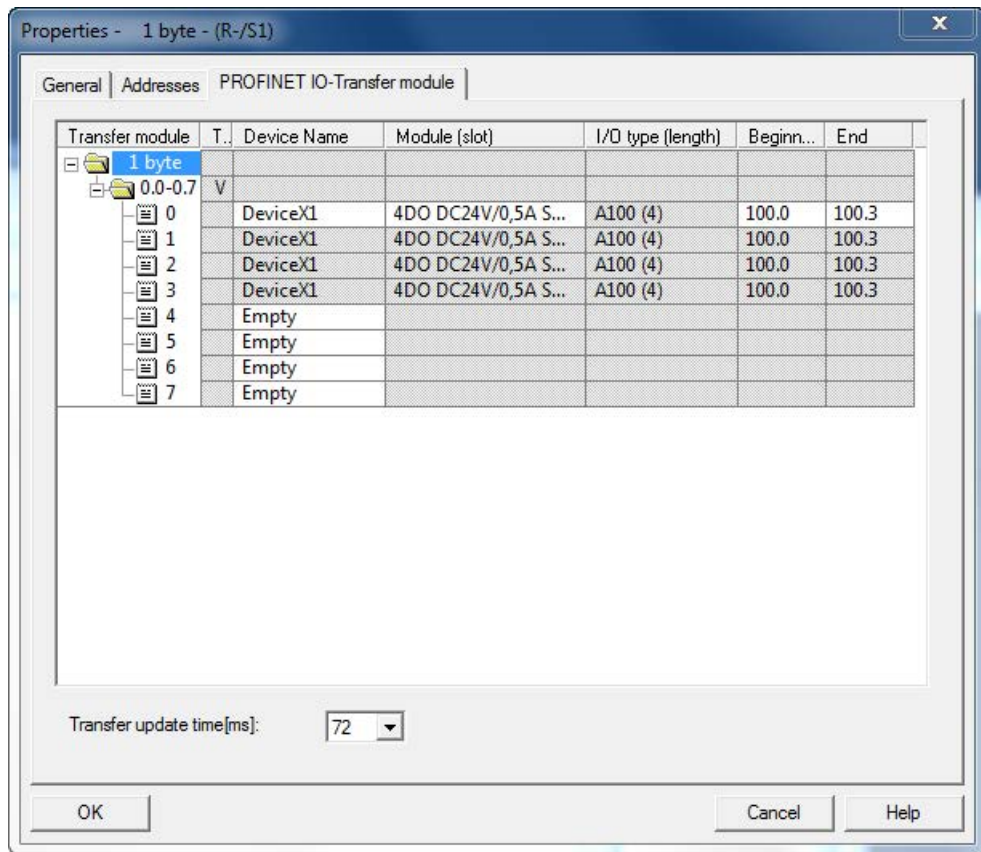 Properties - 1 byte - (R-/S1)
x
General Addresses PROFINET IO-Transfer module
Transfer module T.. Device Name Module (slot) I/O type (length) Beginn... End
1 byte
0.0-0.7 V
0 DeviceX1 4DO DC24V/0,5A S... A100 (4) 100.0 100.3
1 DeviceX1 4DO DC24V/0,5A S... A100 (4) 100.0 100.3
2 DeviceX1 4DO DC24V/0,5A S... A100 (4) 100.0 100.3
3 DeviceX1 4DO DC24V/0,5A S... A100 (4) 100.0 100.3
4 Empty
5 Empty
6 Empty
7 Empty
Transfer update time[ms]: 72
OK Cancel Help